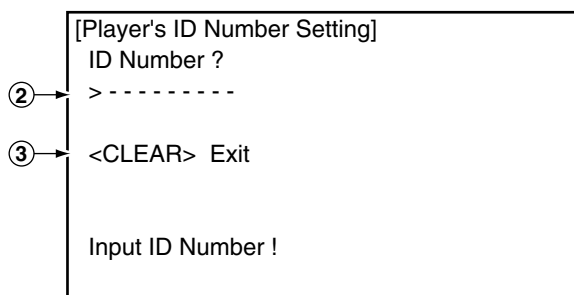 [Player's ID Number Setting]
ID Number ?
② > - - - - - - - - -
③ <CLEAR> Exit
Input ID Number !